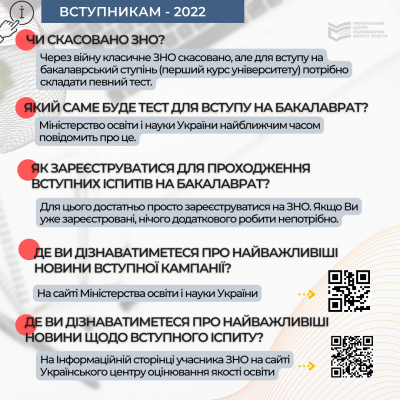 ВСТУПНИКАМ - 2022
УКРАЇНСЬКИЙ
ЦЕНТР
ОЦІНЮВАННЯ
ЯКОСТІ ОСВІТИ
ЧИ СКАСОВАНО ЗНО?
Через війну класичне ЗНО скасовано, але для вступу на
бакалаврський ступінь (перший курс університету) потрібно
складати певний тест.
ЯКИЙ САМЕ БУДЕ ТЕСТ ДЛЯ ВСТУПУ НА БАКАЛАВРАТ?
Міністерство освіти і науки України найближчим часом
повідомить про це.
ЯК ЗАРЕЄСТРУВАТИСЯ ДЛЯ ПРОХОДЖЕННЯ
ВСТУПНИХ ІСПИТІВ НА БАКАЛАВРАТ?
Для цього достатньо просто зареєструватися на ЗНО. Якщо Ви
уже зареєстровані, нічого додаткового робити непотрібно.
ДЕ ВИ ДІЗНАВАТИМЕТЕСЯ ПРО НАЙВАЖЛИВІШІ
НОВИНИ ВСТУПНОЇ КАМПАНІЇ?
На сайті Міністерства освіти і науки України
ДЕ ВИ ДІЗНАВАТИМЕТЕСЯ ПРО НАЙВАЖЛИВІШІ
НОВИНИ ЩОДО ВСТУПНОГО ІСПИТУ?
На Інформаційній сторінці учасника ЗНО на сайті
Українського центру оцінювання якості освіти